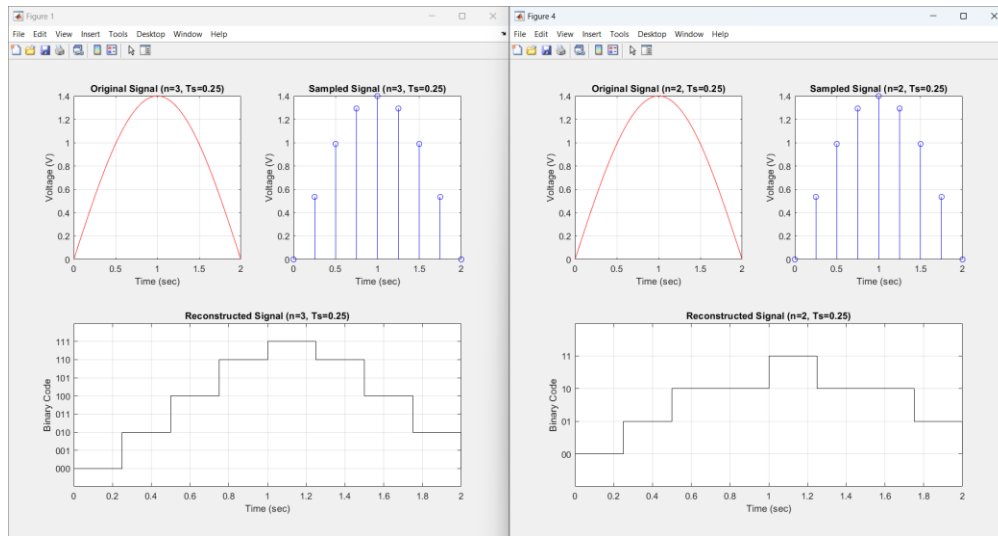 Figure 1
File Edit View Insert Tools Desktop Window Help
Original Signal (n=3, Ts=0.25)
Voltage (V)
1.4
1.2
1
0.8
0.6
0.4
0.2
0
0 0.5 1 1.5 2
Time (sec)
Sampled Signal (n=3, Ts=0.25)
Voltage (V)
1.4
1.2
1
0.8
0.6
0.4
0.2
0
0 0.5 1 1.5 2
Time (sec)
Reconstructed Signal (n=3, Ts=0.25)
Binary Code
111
110
101
100
011
010
001
000
0 0.2 0.4 0.6 0.8 1 1.2 1.4 1.6 1.8 2
Time (sec)
Figure 4
File Edit View Insert Tools Desktop Window Help
Original Signal (n=2, Ts=0.25)
Voltage (V)
1.4
1.2
1
0.8
0.6
0.4
0.2
0
0 0.5 1 1.5 2
Time (sec)
Sampled Signal (n=2, Ts=0.25)
Voltage (V)
1.4
1.2
1
0.8
0.6
0.4
0.2
0
0 0.5 1 1.5 2
Time (sec)
Reconstructed Signal (n=2, Ts=0.25)
Binary Code
11
10
01
00
0 0.2 0.4 0.6 0.8 1 1.2 1.4 1.6 1.8 2
Time (sec)